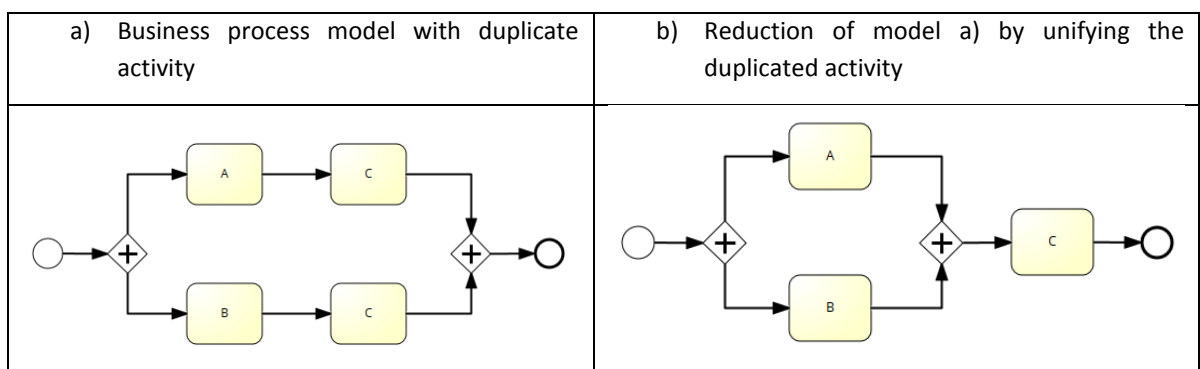 a) Business process model with duplicate
activity
b) Reduction of model a) by unifying the
duplicated activity
A
C
B
C
A
B
C